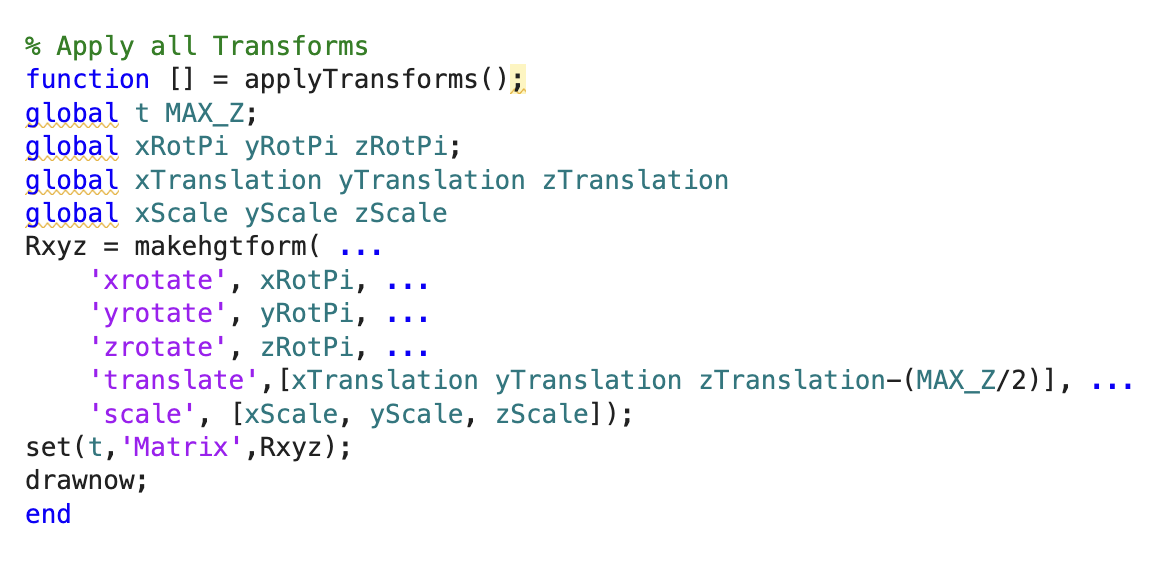 % Apply all Transforms
function [] = applyTransforms();
global t MAX_Z;
global xRotPi yRotPi zRotPi;
global xTranslation yTranslation zTranslation
global xScale yScale zScale
Rxyz = makehgtform( ...
    'xrotate', xRotPi, ...
    'yrotate', yRotPi, ...
    'zrotate', zRotPi, ...
    'translate',[xTranslation yTranslation zTranslation-(MAX_Z/2)], ...
    'scale', [xScale, yScale, zScale]);
set(t,'Matrix',Rxyz);
drawnow;
end